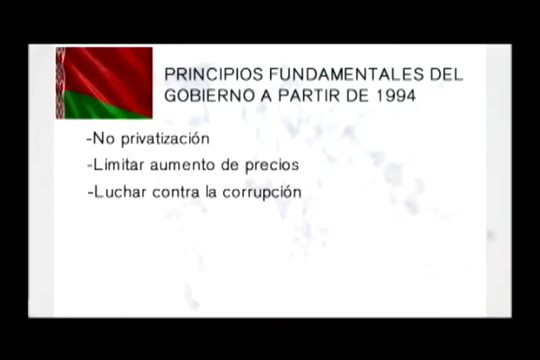 PRINCIPIOS FUNDAMENTALES DEL
GOBIERNO A PARTIR DE 1994
-No privatización
-Limitar aumento de precios
-Luchar contra la corrupción